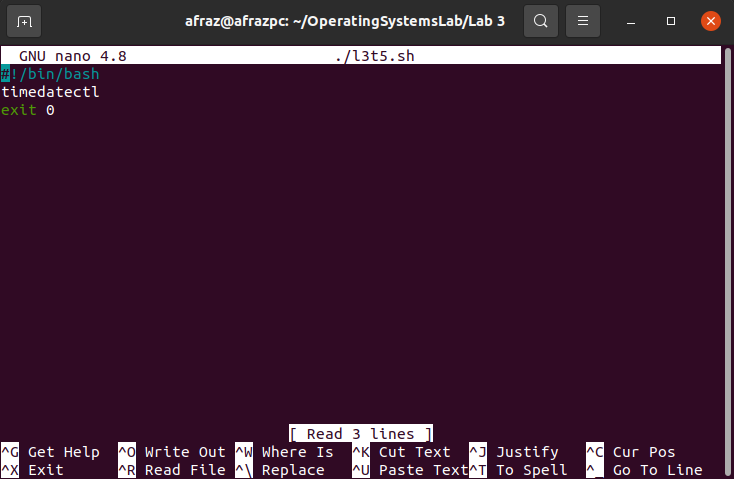 afraz@afrazpc: ~/OperatingSystemsLab/Lab 3
GNU nano 4.8 ./l3t5.sh
#!/bin/bash
timedatectl
exit 0
[ Read 3 lines ]
^G Get Help ^O Write Out ^W Where Is ^K Cut Text ^J Justify ^C Cur Pos
^X Exit ^R Read File ^\ Replace ^U Paste Text ^T To Spell ^_ Go To Line